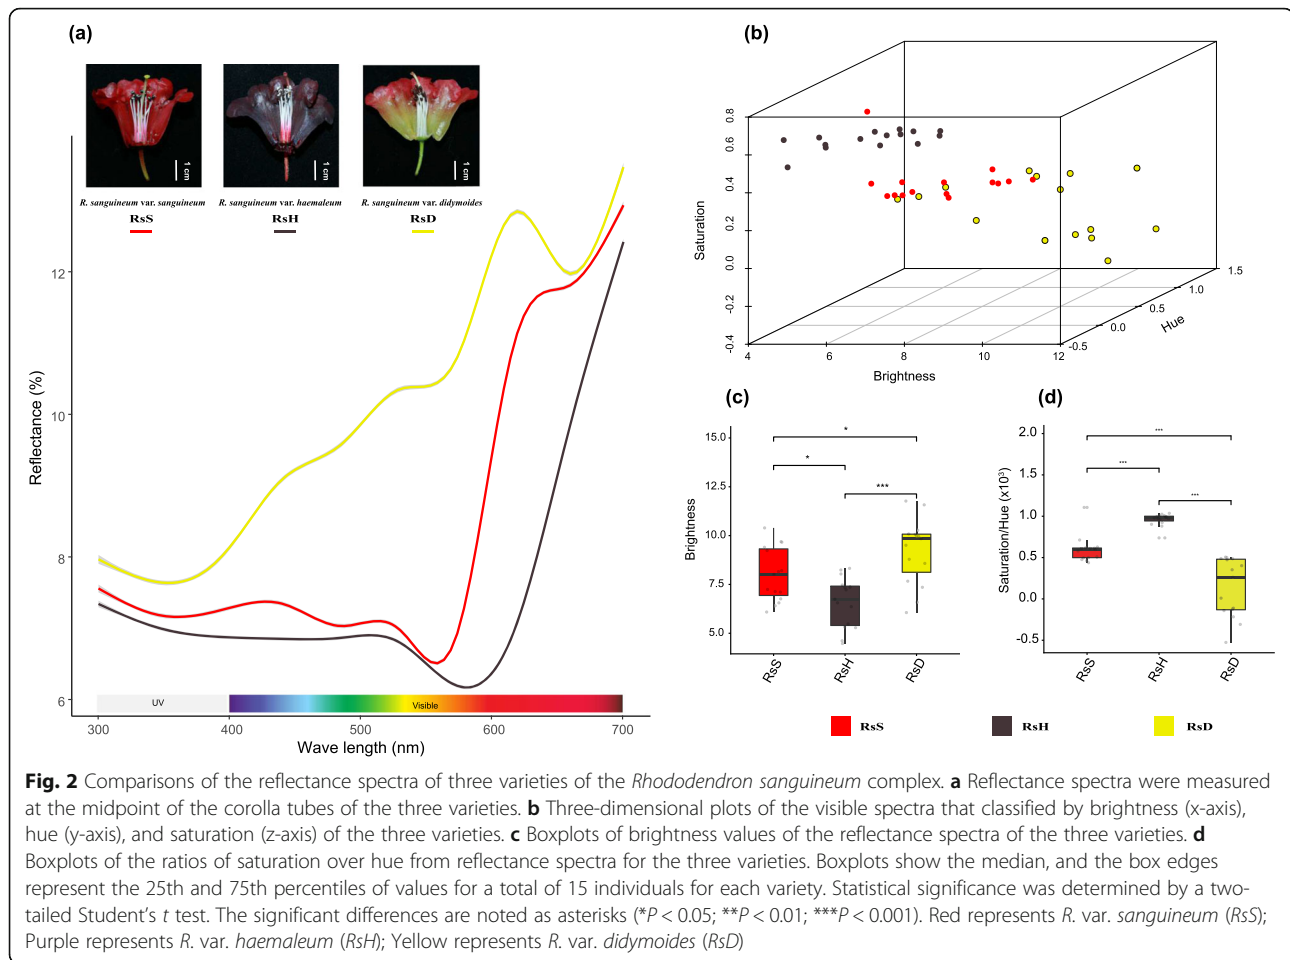 (a)
1 cm
1 cm
1 cm
R. sanguineum var. sanguineum
R. sanguineum var. haemaleum
R. sanguineum var. didymoides
RsS
RsH
RsD
Reflectance (%)
12
10
8
6
UV
Visible
300
400
500
600
700
Wave length (nm)
(b)
Saturation
0.8
0.6
0.4
0.2
0.0
-0.2
-0.4
4
6
8
10
12
Brightness
-0.5
0.0
0.5
1.0
1.5
Hue
(c)
Brightness
15.0
12.5
10.0
7.5
5.0
*
*
***
RsS
RsH
RsD
(d)
Saturation/Hue (x10³)
2.0
1.5
1.0
0.5
0.0
-0.5
***
***
***
RsS
RsH
RsD
RsS
RsH
RsD
Fig. 2 Comparisons of the reflectance spectra of three varieties of the Rhododendron sanguineum complex. a Reflectance spectra were measured
at the midpoint of the corolla tubes of the three varieties. b Three-dimensional plots of the visible spectra that classified by brightness (x-axis),
hue (y-axis), and saturation (z-axis) of the three varieties. c Boxplots of brightness values of the reflectance spectra of the three varieties. d
Boxplots of the ratios of saturation over hue from reflectance spectra for the three varieties. Boxplots show the median, and the box edges
represent the 25th and 75th percentiles of values for a total of 15 individuals for each variety. Statistical significance was determined by a two-
tailed Student's t test. The significant differences are noted as asterisks (*P < 0.05; **P < 0.01; ***P < 0.001). Red represents R. var. sanguineum (RsS);
Purple represents R. var. haemaleum (RsH); Yellow represents R. var. didymoides (RsD)